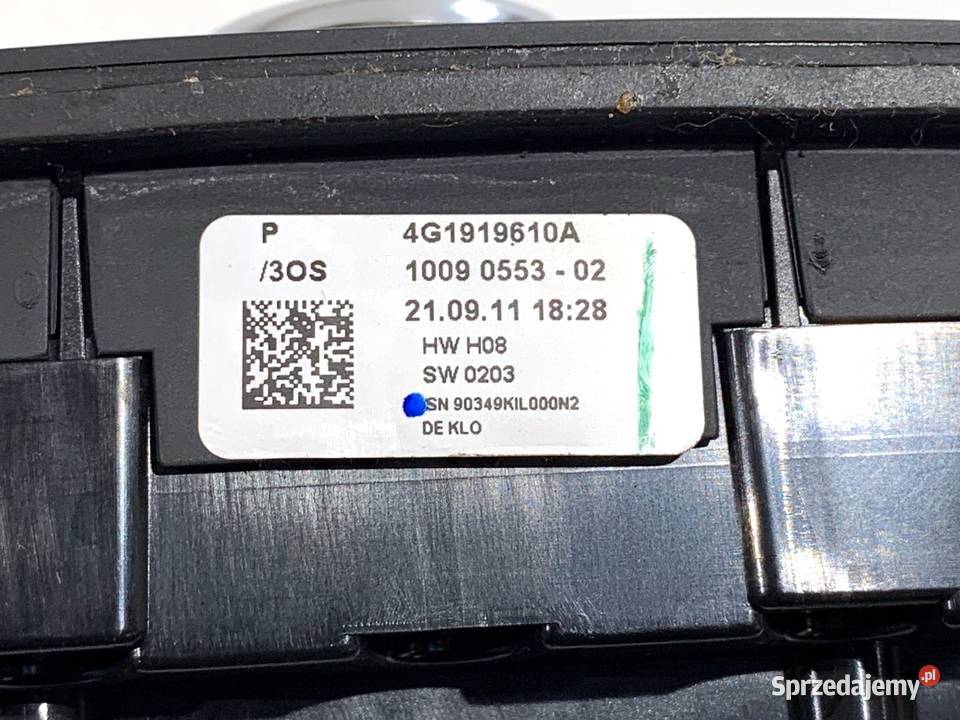 P 4G1919610A
/3OS 1009 0553 - 02
21.09.11 18:28
HW H08
SW 0203
SN 90349KIL000N2
DE KLO
Sprzedajemy.pl